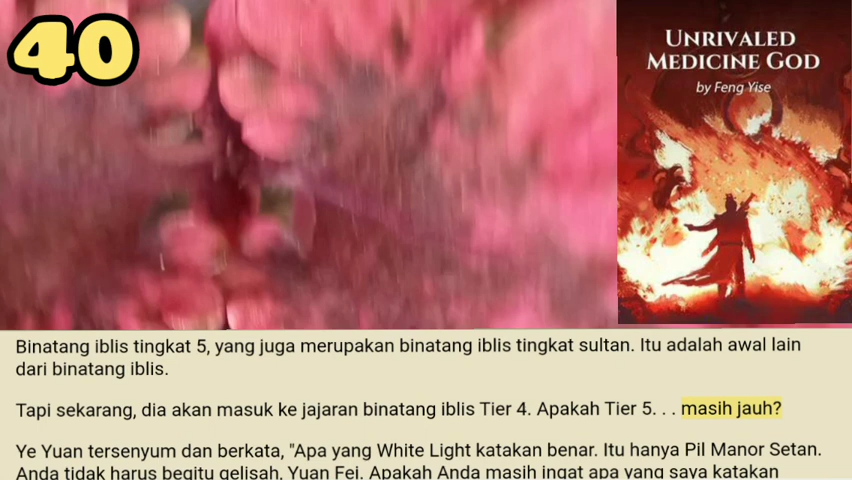 40
UNRIVALED
MEDICINE GOD
by Feng Yise
Binatang iblis tingkat 5, yang juga merupakan binatang iblis tingkat sultan. Itu adalah awal lain
dari binatang iblis.
Tapi sekarang, dia akan masuk ke jajaran binatang iblis Tier 4. Apakah Tier 5. . . masih jauh?
Ye Yuan tersenyum dan berkata, "Apa yang White Light katakan benar. Itu hanya Pil Manor Setan.
Anda tidak harus begitu gelisah, Yuan Fei. Apakah Anda masih ingat apa yang saya katakan